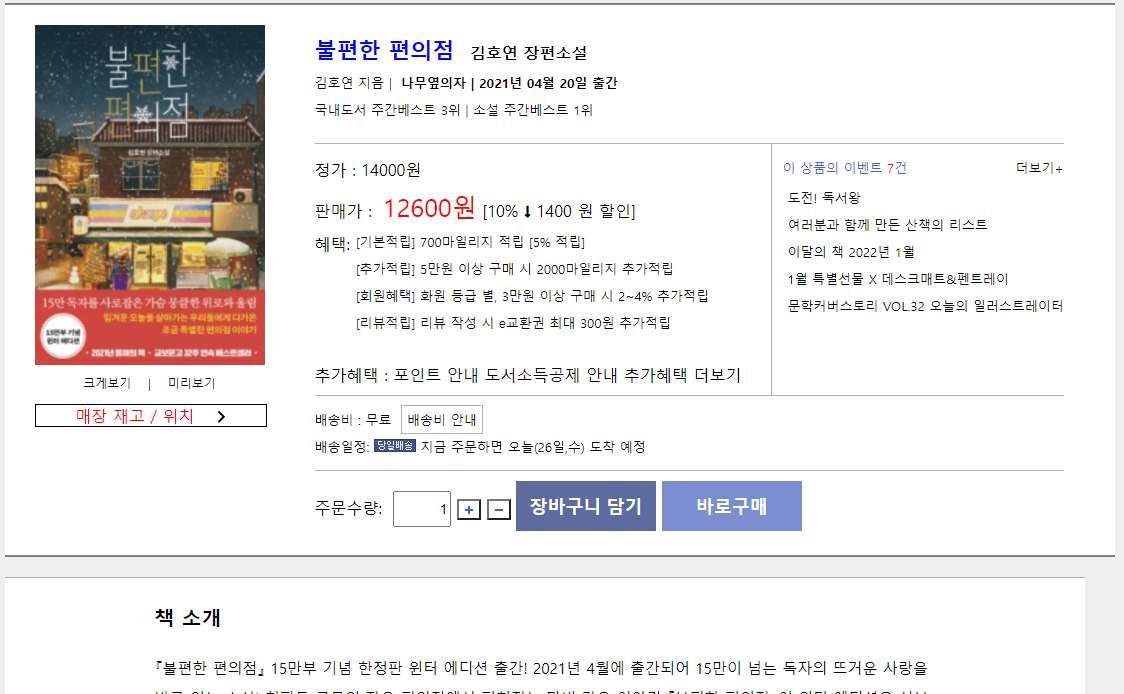 불편한
편의점
김호연 장편소설
always
15만 독자를 사로잡은 가슴 뭉클한 위로와 울림
힘겨운 오늘을 살아가는 우리들에게 다가온
조금 특별한 편의점 이야기
15만부 기념
윈터 에디션
• 2021년 올해의 책 • 교보문고 32주 연속 베스트셀러 •
크게보기 | 미리보기
매장 재고 / 위치
불편한 편의점 김호연 장편소설
김호연 지음 | 나무옆의자 | 2021년 04월 20일 출간
국내도서 주간베스트 3위 | 소설 주간베스트 1위
정가 : 14000원
판매가 : 12600원 [10% ⬇ 1400 원 할인]
혜택: [기본적립] 700마일리지 적립 [5% 적립]
[추가적립] 5만원 이상 구매 시 2000마일리지 추가적립
[회원혜택] 화원 등급 별, 3만원 이상 구매 시 2~4% 추가적립
[리뷰적립] 리뷰 작성 시 e교환권 최대 300원 추가적립
추가혜택 : 포인트 안내 도서소득공제 안내 추가혜택 더보기
이 상품의 이벤트 7건 더보기+
도전! 독서왕
여러분과 함께 만든 산책의 리스트
이달의 책 2022년 1월
1월 특별선물 X 데스크매트&펜트레이
문학커버스토리 VOL.32 오늘의 일러스트레이터
배송비 : 무료 배송비 안내
배송일정: 당일배송 지금 주문하면 오늘(26일,수) 도착 예정
주문수량: 1 + − 장바구니 담기 바로구매
책 소개
『불편한 편의점』 15만부 기념 한정판 윈터 에디션 출간! 2021년 4월에 출간되어 15만이 넘는 독자의 뜨거운 사랑을